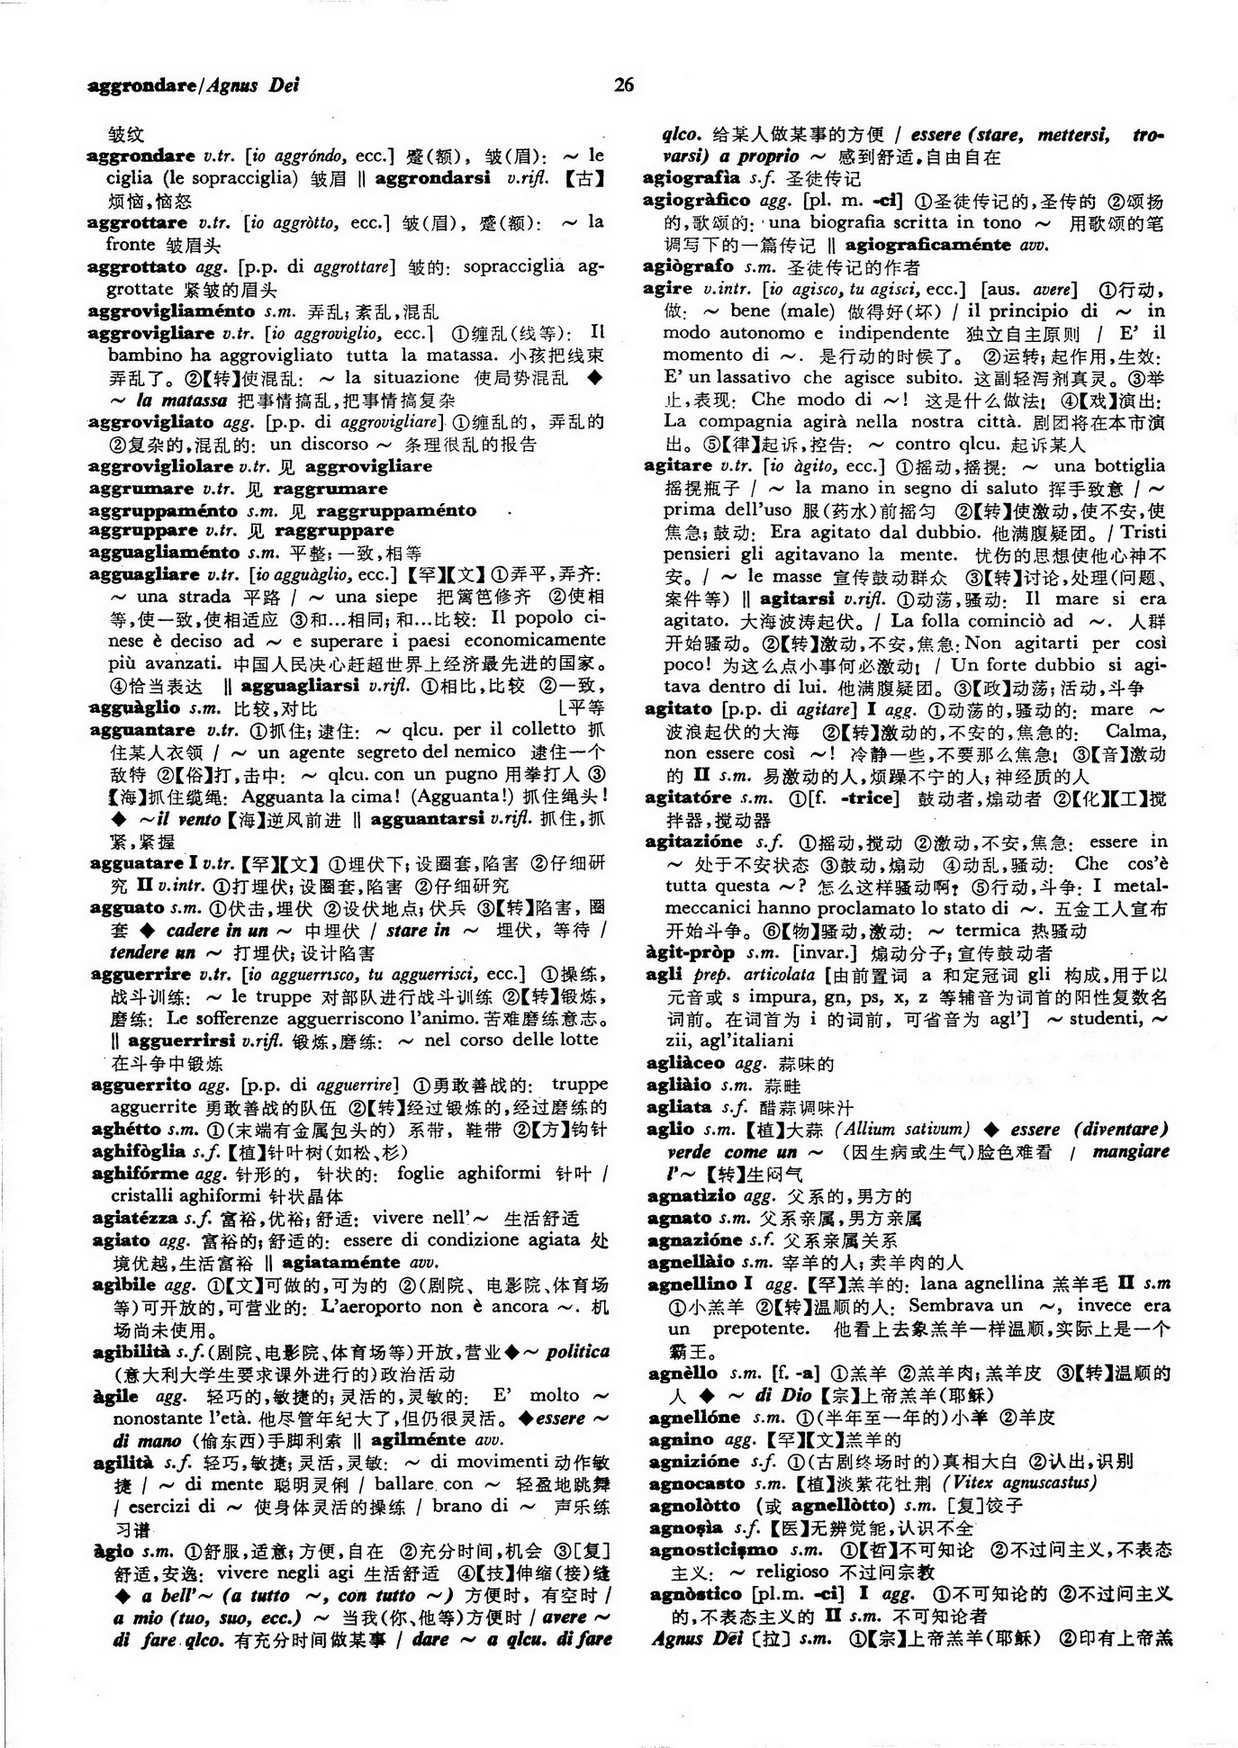 aggrondare/Agnus Dei
26
皱纹
aggrondare v.tr. [io aggróndo, ecc.] 蹙(额), 皱(眉): ~ le
ciglia (le sopracciglia) 皱眉 ‖ aggrondarsi v.rifl. 【古】
烦恼,恼怒
aggrottare v.tr. [io aggròtto, ecc.] 皱(眉), 蹙(额): ~ la
fronte 皱眉头
aggrottato agg. [p.p. di aggrottare] 皱的: sopracciglia ag-
grottate 紧皱的眉头
aggrovigliaménto s.m. 弄乱; 紊乱,混乱
aggrovigliare v.tr. [io aggroviglio, ecc.] ①缠乱(线等): Il
bambino ha aggrovigliato tutta la matassa. 小孩把线束
弄乱了。②【转】使混乱: ~ la situazione 使局势混乱 ◆
~ la matassa 把事情搞乱,把事情搞复杂
aggrovigliato agg. [p.p. di aggrovigliare] ①缠乱的, 弄乱的
②复杂的,混乱的: un discorso ~ 条理很乱的报告
aggrovigliolare v.tr. 见 aggrovigliare
aggrumare v.tr. 见 raggrumare
aggruppaménto s.m. 见 raggruppaménto
aggruppare v.tr. 见 raggruppare
agguagliaménto s.m. 平整; 一致,相等
agguagliare v.tr. [io agguàglio, ecc.] 【罕】【文】①弄平,弄齐:
~ una strada 平路 / ~ una siepe 把篱笆修齐 ②使相
等,使一致,使相适应 ③和…相同; 和…比较: Il popolo ci-
nese è deciso ad ~ e superare i paesi economicamente
più avanzati. 中国人民决心赶超世界上经济最先进的国家。
④恰当表达 ‖ agguagliarsi v.rifl. ①相比,比较 ②一致,
agguàglio s.m. 比较,对比 ⌊平等
agguantare v.tr. ①抓住; 逮住: ~ qlcu. per il colletto 抓
住某人衣领 / ~ un agente segreto del nemico 逮住一个
敌特 ②【俗】打,击中: ~ qlcu. con un pugno 用拳打人 ③
【海】抓住缆绳: Agguanta la cima! (Agguanta!) 抓住绳头!
◆ ~il vento【海】逆风前进 ‖ agguantarsi v.rifl. 抓住,抓
紧,紧握
agguatare I v.tr. 【罕】【文】 ①埋伏下; 设圈套,陷害 ②仔细研
究 II v.intr. ①打埋伏; 设圈套,陷害 ②仔细研究
agguato s.m. ①伏击,埋伏 ②设伏地点; 伏兵 ③【转】陷害, 圈
套 ◆ cadere in un ~ 中埋伏 / stare in ~ 埋伏, 等待 /
tendere un ~ 打埋伏; 设计陷害
agguerrire v.tr. [io agguerrisco, tu agguerrisci, ecc.] ①操练,
战斗训练: ~ le truppe 对部队进行战斗训练 ②【转】锻炼,
磨练: Le sofferenze agguerriscono l'animo. 苦难磨练意志。
‖ agguerrirsi v.rifl. 锻炼,磨练: ~ nel corso delle lotte
在斗争中锻炼
agguerrito agg. [p.p. di agguerrire] ①勇敢善战的: truppe
agguerrite 勇敢善战的队伍 ②【转】经过锻炼的,经过磨练的
aghétto s.m. ①(末端有金属包头的) 系带, 鞋带 ②【方】钩针
aghifòglia s.f.【植】针叶树(如松、杉)
aghifórme agg. 针形的, 针状的: foglie aghiformi 针叶 /
cristalli aghiformi 针状晶体
agiatézza s.f. 富裕,优裕; 舒适: vivere nell'~ 生活舒适
agiato agg. 富裕的; 舒适的: essere di condizione agiata 处
境优越,生活富裕 ‖ agiataménte avv.
agìbile agg. ①【文】可做的,可为的 ②(剧院、电影院、体育场
等)可开放的,可营业的: L'aeroporto non è ancora ~. 机
场尚未使用。
agibilità s.f.(剧院、电影院、体育场等)开放,营业◆~ politica
(意大利大学生要求课外进行的)政治活动
àgile agg. 轻巧的,敏捷的; 灵活的,灵敏的: E' molto ~
nonostante l'età. 他尽管年纪大了,但仍很灵活。◆essere ~
di mano (偷东西)手脚利索 ‖ agilménte avv.
agilità s.f. 轻巧,敏捷; 灵活,灵敏: ~ di movimenti 动作敏
捷 / ~ di mente 聪明灵俐 / ballare con ~ 轻盈地跳舞
/ esercizi di ~ 使身体灵活的操练 / brano di ~ 声乐练
习谱
àgio s.m. ①舒服,适意; 方便,自在 ②充分时间,机会 ③[复]
舒适,安逸: vivere negli agi 生活舒适 ④【技】伸缩(接)缝
◆ a bell'~ (a tutto ~, con tutto ~) 方便时, 有空时 /
a mio (tuo, suo, ecc.) ~ 当我(你、他等)方便时 / avere ~
di fare qlco. 有充分时间做某事 / dare ~ a qlcu. di fare
qlco. 给某人做某事的方便 / essere (stare, mettersi, tro-
varsi) a proprio ~ 感到舒适,自由自在
agiografia s.f. 圣徒传记
agiogràfico agg. [pl. m. -ci] ①圣徒传记的,圣传的 ②颂扬
的,歌颂的: una biografia scritta in tono ~ 用歌颂的笔
调写下的一篇传记 ‖ agiograficaménte avv.
agiògrafo s.m. 圣徒传记的作者
agire v.intr. [io agisco, tu agisci, ecc.] [aus. avere] ①行动,
做: ~ bene (male) 做得好(坏) / il principio di ~ in
modo autonomo e indipendente 独立自主原则 / E' il
momento di ~. 是行动的时候了。 ②运转; 起作用,生效:
E' un lassativo che agisce subito. 这副轻泻剂真灵。③举
止,表现: Che modo di ~! 这是什么做法! ④【戏】演出:
La compagnia agirà nella nostra città. 剧团将在本市演
出。⑤【律】起诉,控告: ~ contro qlcu. 起诉某人
agitare v.tr. [io àgito, ecc.] ①摇动,摇揌: ~ una bottiglia
摇揌瓶子 / ~ la mano in segno di saluto 挥手致意 / ~
prima dell'uso 服(药水)前摇匀 ②【转】使激动,使不安,使
焦急; 鼓动: Era agitato dal dubbio. 他满腹疑团。/ Tristi
pensieri gli agitavano la mente. 忧伤的思想使他心神不
安。/ ~ le masse 宣传鼓动群众 ③【转】讨论,处理(问题、
案件等) ‖ agitarsi v.rifl. ①动荡,骚动: Il mare si era
agitato. 大海波涛起伏。/ La folla cominciò ad ~. 人群
开始骚动。②【转】激动,不安,焦急: Non agitarti per così
poco! 为这么点小事何必激动! / Un forte dubbio si agi-
tava dentro di lui. 他满腹疑团。③【政】动荡; 活动,斗争
agitato [p.p. di agitare] I agg. ①动荡的,骚动的: mare ~
波浪起伏的大海 ②【转】激动的,不安的,焦急的: Calma,
non essere così ~! 冷静一些,不要那么焦急! ③【音】激动
的 II s.m. 易激动的人,烦躁不宁的人; 神经质的人
agitatóre s.m. ①[f. -trice] 鼓动者,煽动者 ②【化】【工】搅
拌器,搅动器
agitazióne s.f. ①摇动,搅动 ②激动,不安,焦急: essere in
~ 处于不安状态 ③鼓动,煽动 ④动乱,骚动: Che cos'è
tutta questa ~? 怎么这样骚动啊? ⑤行动,斗争: I metal-
meccanici hanno proclamato lo stato di ~. 五金工人宣布
开始斗争。⑥【物】骚动,激动: ~ termica 热骚动
àgit-pròp s.m. [invar.] 煽动分子; 宣传鼓动者
agli prep. articolata [由前置词 a 和定冠词 gli 构成,用于以
元音或 s impura, gn, ps, x, z 等辅音为词首的阳性复数名
词前。在词首为 i 的词前, 可省音为 agl'] ~ studenti, ~
zii, agl'italiani
agliàceo agg. 蒜味的
agliàio s.m. 蒜畦
agliata s.f. 醋蒜调味汁
aglio s.m. 【植】大蒜 (Allium sativum) ◆ essere (diventare)
verde come un ~ (因生病或生气)脸色难看 / mangiare
l'~ 【转】生闷气
agnatìzio agg. 父系的,男方的
agnato s.m. 父系亲属,男方亲属
agnazióne s.f. 父系亲属关系
agnellàio s.m. 宰羊的人; 卖羊肉的人
agnellino I agg. 【罕】羔羊的: lana agnellina 羔羊毛 II s.m
①小羔羊 ②【转】温顺的人: Sembrava un ~, invece era
un prepotente. 他看上去象羔羊一样温顺,实际上是一个
霸王。
agnèllo s.m. [f. -a] ①羔羊 ②羔羊肉; 羔羊皮 ③【转】温顺的
人 ◆ ~ di Dio 【宗】上帝羔羊(耶稣)
agnellóne s.m. ①(半年至一年的)小羊 ②羊皮
agnino agg. 【罕】【文】羔羊的
agnizióne s.f. ①(古剧终场时的)真相大白 ②认出,识别
agnocasto s.m. 【植】淡紫花牡荆 (Vitex agnuscastus)
agnolòtto (或 agnellòtto) s.m. [复]饺子
agnoṣìa s.f. 【医】无辨觉能,认识不全
agnosticiṣmo s.m. ①【哲】不可知论 ②不过问主义,不表态
主义: ~ religioso 不过问宗教
agnòstico [pl.m. -ci] I agg. ①不可知论的 ②不过问主义
的,不表态主义的 II s.m. 不可知论者
Agnus Dei [拉] s.m. ①【宗】上帝羔羊(耶稣) ②印有上帝羔